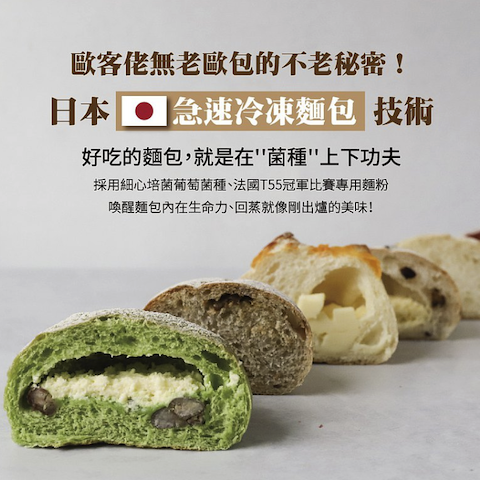 歐客佬無老歐包的不老秘密！
日本 急速冷凍麵包 技術
好吃的麵包，就是在"菌種"上下功夫
採用細心培菌葡萄菌種、法國T55冠軍比賽專用麵粉
喚醒麵包內在生命力、回蒸就像剛出爐的美味！